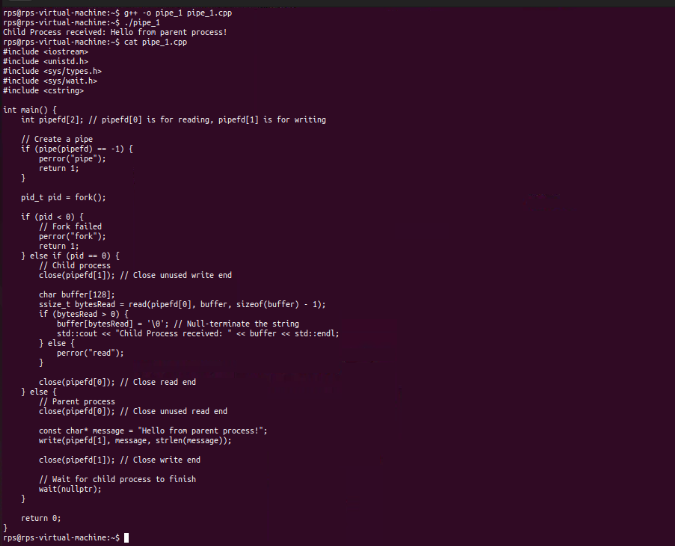 rps@rps-virtual-machine:~$ g++ -o pipe_1 pipe_1.cpp
rps@rps-virtual-machine:~$ ./pipe_1
Child Process received: Hello from parent process!
rps@rps-virtual-machine:~$ cat pipe_1.cpp
#include <iostream>
#include <unistd.h>
#include <sys/types.h>
#include <sys/wait.h>
#include <cstring>

int main() {
    int pipefd[2]; // pipefd[0] is for reading, pipefd[1] is for writing

    // Create a pipe
    if (pipe(pipefd) == -1) {
        perror("pipe");
        return 1;
    }

    pid_t pid = fork();

    if (pid < 0) {
        // Fork failed
        perror("fork");
        return 1;
    } else if (pid == 0) {
        // Child process
        close(pipefd[1]); // Close unused write end

        char buffer[128];
        ssize_t bytesRead = read(pipefd[0], buffer, sizeof(buffer) - 1);
        if (bytesRead > 0) {
            buffer[bytesRead] = '\0'; // Null-terminate the string
            std::cout << "Child Process received: " << buffer << std::endl;
        } else {
            perror("read");
        }

        close(pipefd[0]); // Close read end
    } else {
        // Parent process
        close(pipefd[0]); // Close unused read end

        const char* message = "Hello from parent process!";
        write(pipefd[1], message, strlen(message));

        close(pipefd[1]); // Close write end

        // Wait for child process to finish
        wait(nullptr);
    }

    return 0;
}
rps@rps-virtual-machine:~$